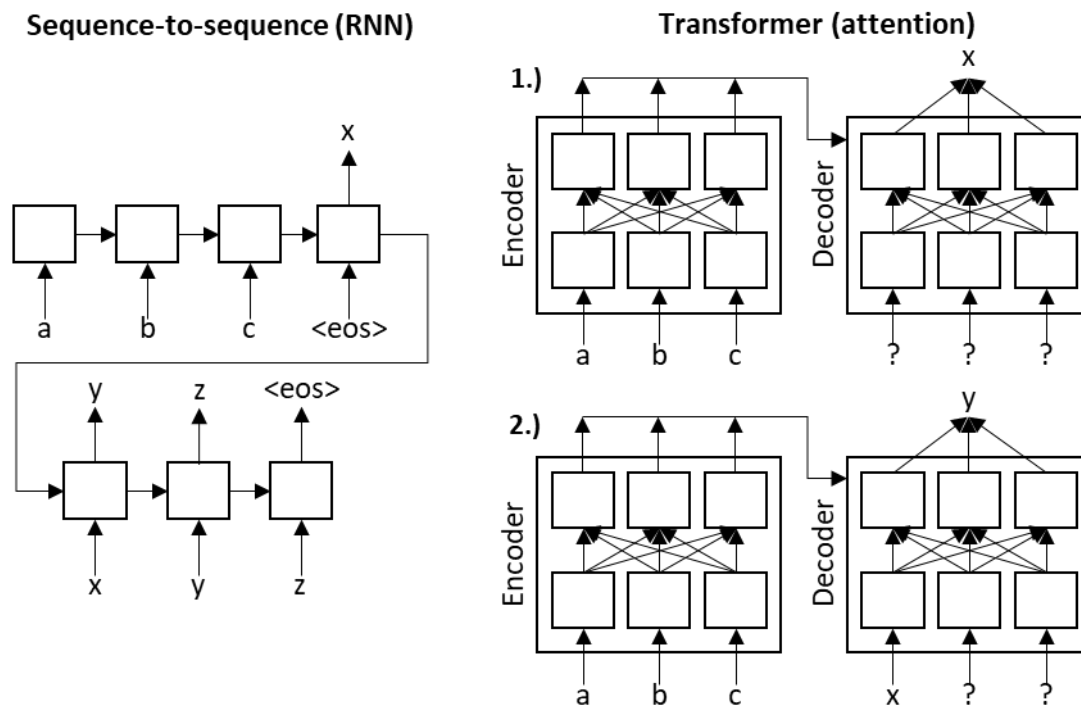 Sequence-to-sequence (RNN)
x
a b c <eos>
y z <eos>
x y z
Transformer (attention)
1.) x
Encoder
Decoder
a b c ? ? ?
2.) y
Encoder
Decoder
a b c x ? ?